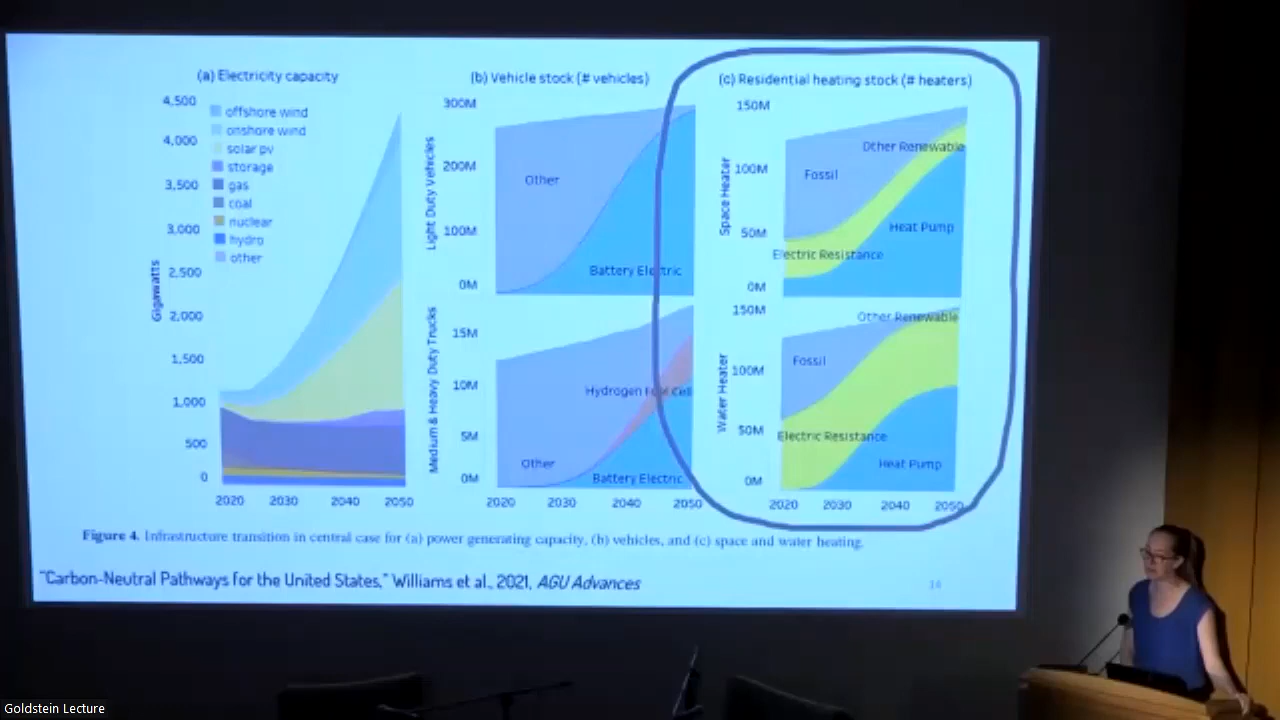 (a) Electricity capacity
4,500
4,000
3,500
3,000
2,500
2,000
1,500
1,000
500
0
Gigawatts
offshore wind
onshore wind
solar pv
storage
gas
coal
nuclear
hydro
other
2020 2030 2040 2050
(b) Vehicle stock (# vehicles)
300M
200M
100M
0M
Light Duty Vehicles
Other
Battery Electric
15M
10M
5M
0M
Medium & Heavy Duty Trucks
Hydrogen Fuel Cell
Other
Battery Electric
2020 2030 2040 2050
(c) Residential heating stock (# heaters)
150M
100M
50M
0M
Space Heater
Other Renewable
Fossil
Heat Pump
Electric Resistance
150M
100M
50M
0M
Water Heater
Other Renewable
Fossil
Electric Resistance
Heat Pump
2020 2030 2040 2050
Figure 4. Infrastructure transition in central case for (a) power generating capacity, (b) vehicles, and (c) space and water heating.
"Carbon-Neutral Pathways for the United States," Williams et al., 2021, AGU Advances
14
Goldstein Lecture